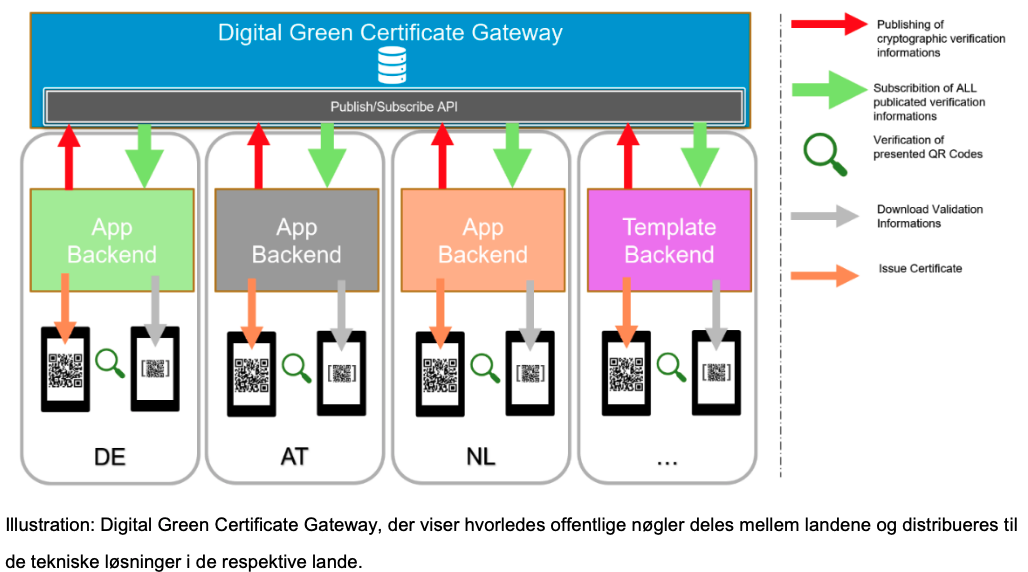 Digital Green Certificate Gateway
Publish/Subscribe API
App
Backend
App
Backend
App
Backend
Template
Backend
DE
AT
NL
...
Publishing of
cryptographic verification
informations
Subscribtion of ALL
publicated verification
informations
Verification of
presented QR Codes
Download Validation
Informations
Issue Certificate
Illustration: Digital Green Certificate Gateway, der viser hvorledes offentlige nøgler deles mellem landene og distribueres til
de tekniske løsninger i de respektive lande.